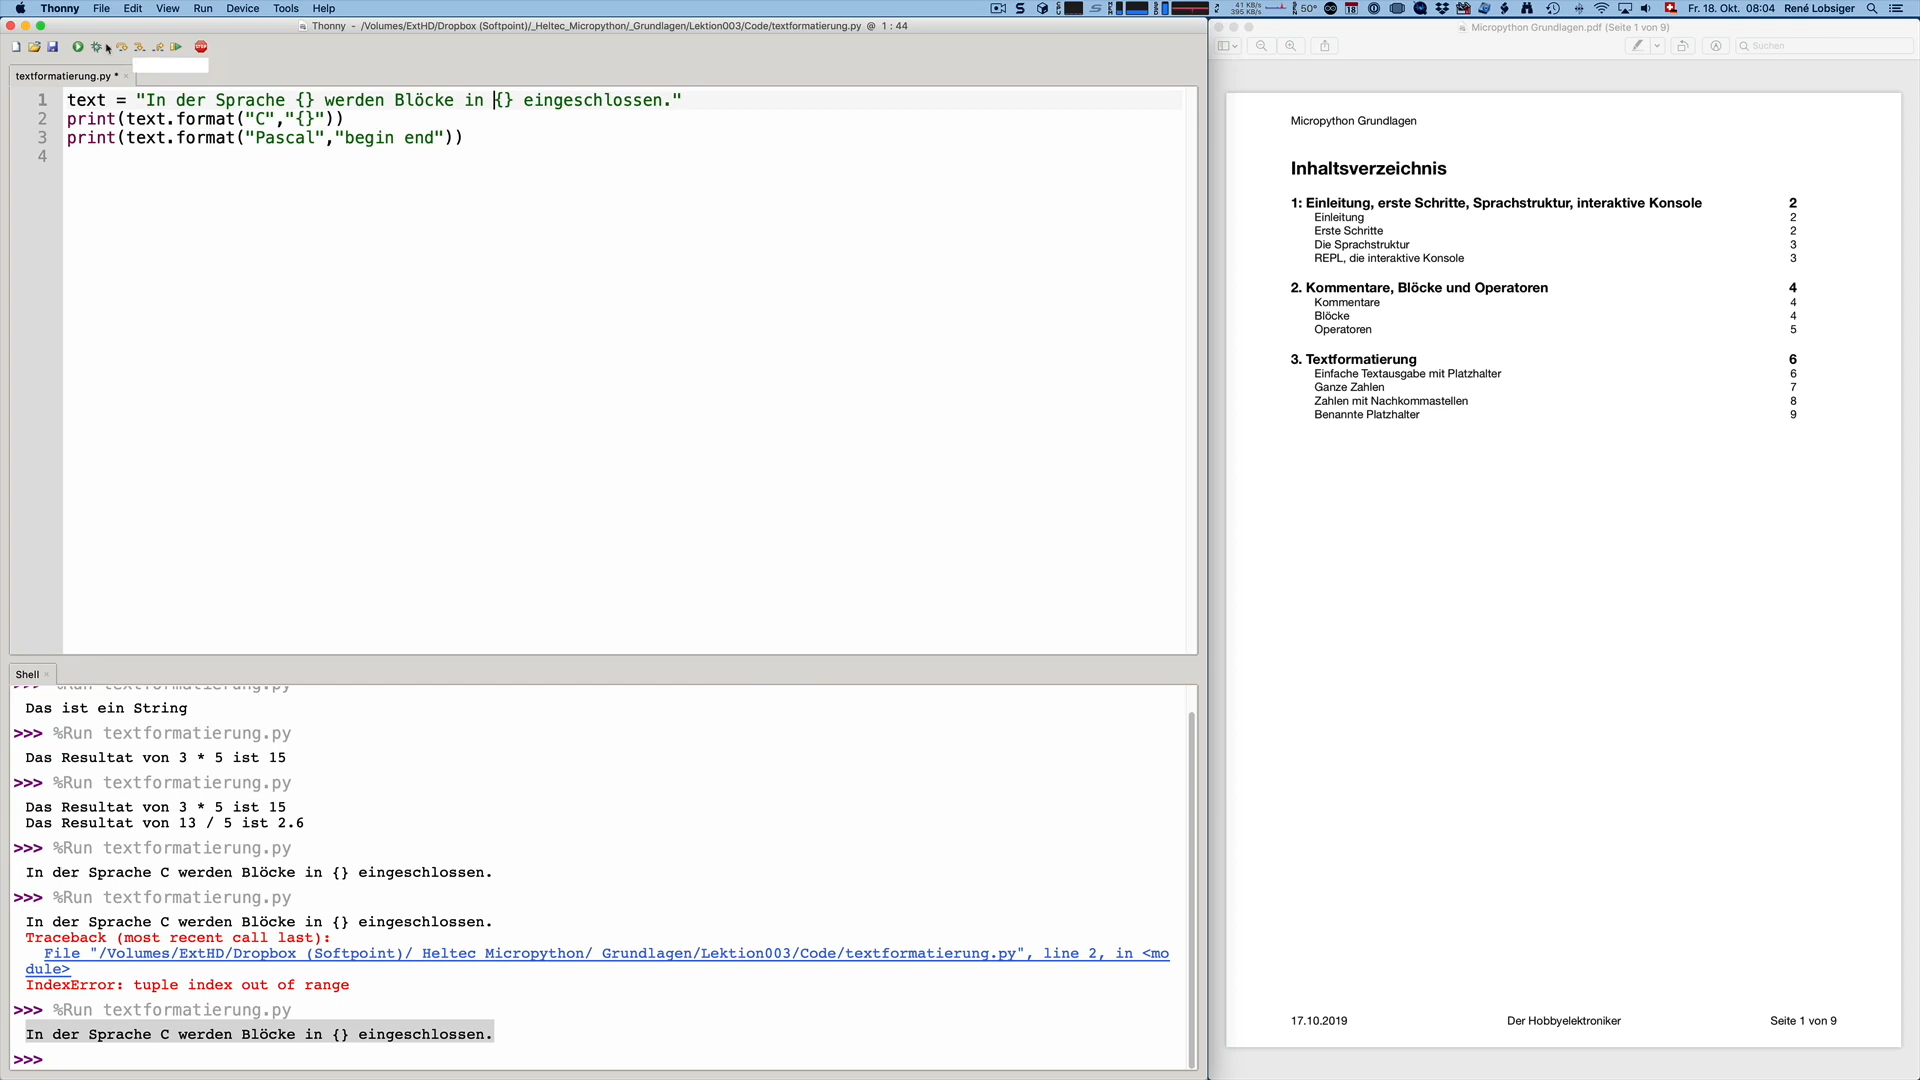 Thonny File Edit View Run Device Tools Help
41 KB/s
395 KB/s
50° 18 Fr. 18. Okt. 08:04 René Lobsiger
Thonny - /Volumes/ExtHD/Dropbox (Softpoint)/_Heltec_Micropython/_Grundlagen/Lektion003/Code/textformatierung.py @ 1 : 44
textformatierung.py *
1 text = "In der Sprache {} werden Blöcke in {} eingeschlossen."
2 print(text.format("C","{}"))
3 print(text.format("Pascal","begin end"))
4
Shell
>>> %Run textformatierung.py
Das ist ein String
>>> %Run textformatierung.py
Das Resultat von 3 * 5 ist 15
>>> %Run textformatierung.py
Das Resultat von 3 * 5 ist 15
Das Resultat von 13 / 5 ist 2.6
>>> %Run textformatierung.py
In der Sprache C werden Blöcke in {} eingeschlossen.
>>> %Run textformatierung.py
In der Sprache C werden Blöcke in {} eingeschlossen.
Traceback (most recent call last):
File "/Volumes/ExtHD/Dropbox (Softpoint)/_Heltec_Micropython/_Grundlagen/Lektion003/Code/textformatierung.py", line 2, in <mo
dule>
IndexError: tuple index out of range
>>> %Run textformatierung.py
In der Sprache C werden Blöcke in {} eingeschlossen.
>>>
Micropython Grundlagen.pdf (Seite 1 von 9)
Suchen
Micropython Grundlagen
Inhaltsverzeichnis
1: Einleitung, erste Schritte, Sprachstruktur, interaktive Konsole 2
Einleitung 2
Erste Schritte 2
Die Sprachstruktur 3
REPL, die interaktive Konsole 3
2. Kommentare, Blöcke und Operatoren 4
Kommentare 4
Blöcke 4
Operatoren 5
3. Textformatierung 6
Einfache Textausgabe mit Platzhalter 6
Ganze Zahlen 7
Zahlen mit Nachkommastellen 8
Benannte Platzhalter 9
17.10.2019 Der Hobbyelektroniker Seite 1 von 9